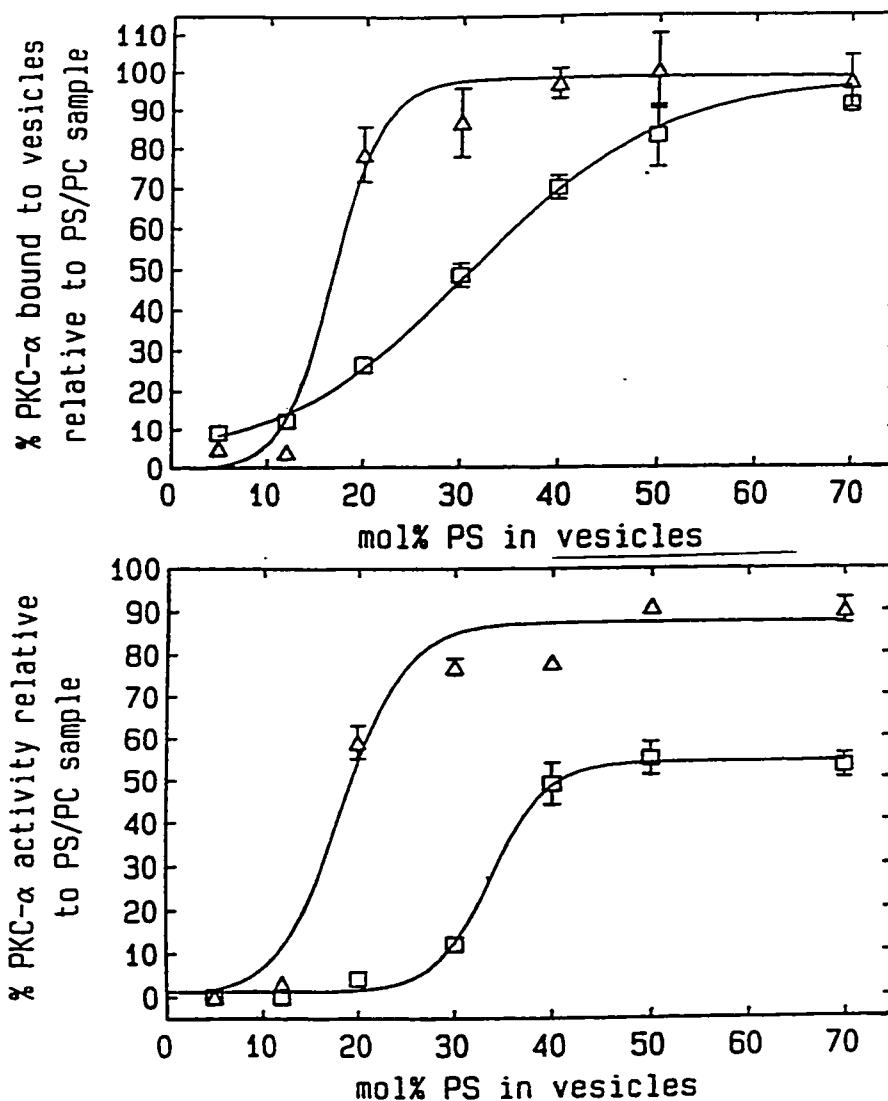 % PKC-α bound to vesicles
relative to PS/PC sample
110
100
90
80
70
60
50
40
30
20
10
0
0 10 20 30 40 50 60 70
mol% PS in vesicles
% PKC-α activity relative
to PS/PC sample
100
90
80
70
60
50
40
30
20
10
0
0 10 20 30 40 50 60 70
mol% PS in vesicles